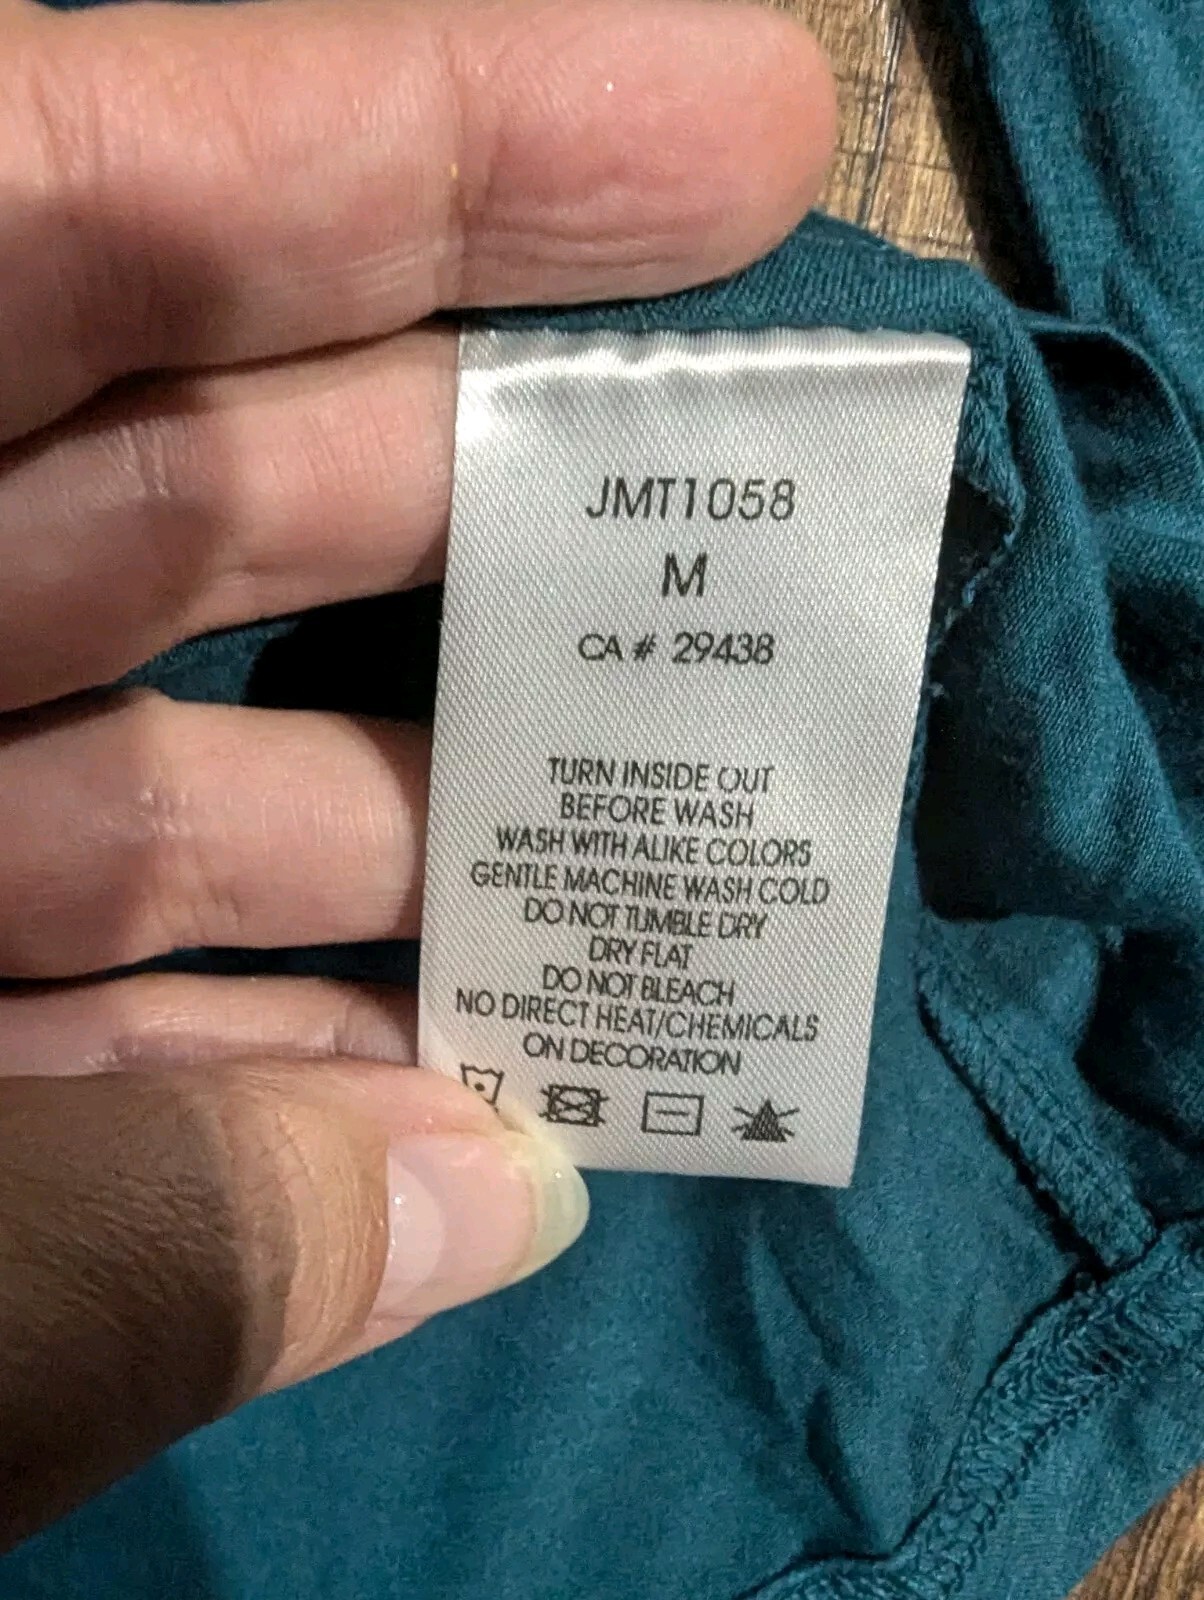 JMT1058
M
CA # 29438
TURN INSIDE OUT
BEFORE WASH
WASH WITH ALIKE COLORS
GENTLE MACHINE WASH COLD
DO NOT TUMBLE DRY
DRY FLAT
DO NOT BLEACH
NO DIRECT HEAT/CHEMICALS
ON DECORATION